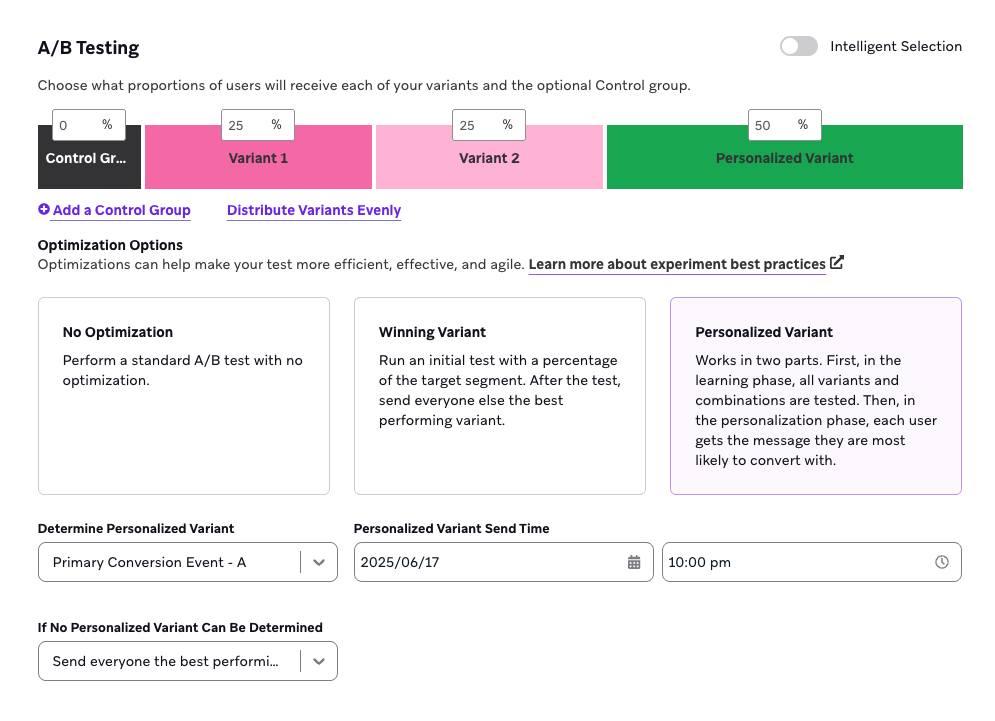 A/B Testing
Intelligent Selection
Choose what proportions of users will receive each of your variants and the optional Control group.
0 %
25 %
25 %
50 %
Control Gr...
Variant 1
Variant 2
Personalized Variant
Add a Control Group
Distribute Variants Evenly
Optimization Options
Optimizations can help make your test more efficient, effective, and agile. Learn more about experiment best practices
No Optimization
Perform a standard A/B test with no
optimization.
Winning Variant
Run an initial test with a percentage
of the target segment. After the test,
send everyone else the best
performing variant.
Personalized Variant
Works in two parts. First, in the
learning phase, all variants and
combinations are tested. Then, in
the personalization phase, each user
gets the message they are most
likely to convert with.
Determine Personalized Variant
Primary Conversion Event - A
Personalized Variant Send Time
2025/06/17
10:00 pm
If No Personalized Variant Can Be Determined
Send everyone the best performi...